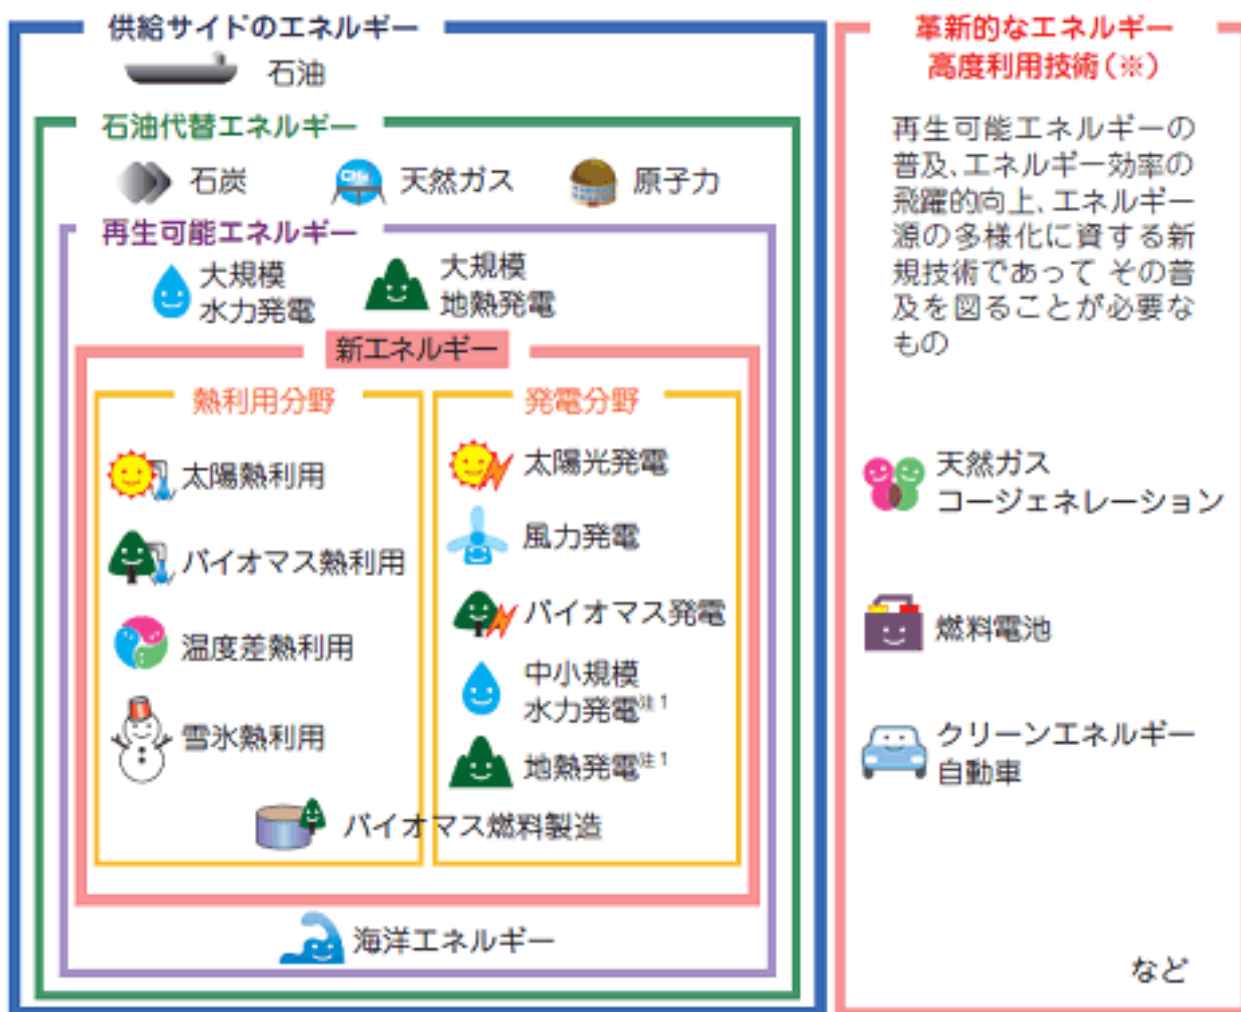 供給サイドのエネルギー
石油
石油代替エネルギー
石炭
天然ガス
原子力
再生可能エネルギー
大規模
水力発電
大規模
地熱発電
新エネルギー
熱利用分野
太陽熱利用
バイオマス熱利用
温度差熱利用
雪氷熱利用
発電分野
太陽光発電
風力発電
バイオマス発電
中小規模
水力発電注1
地熱発電注1
バイオマス燃料製造
海洋エネルギー
革新的なエネルギー
高度利用技術(※)
再生可能エネルギーの
普及、エネルギー効率の
飛躍的向上、エネルギー
源の多様化に資する新
規技術であって その普
及を図ることが必要な
もの
天然ガス
コージェネレーション
燃料電池
クリーンエネルギー
自動車
など